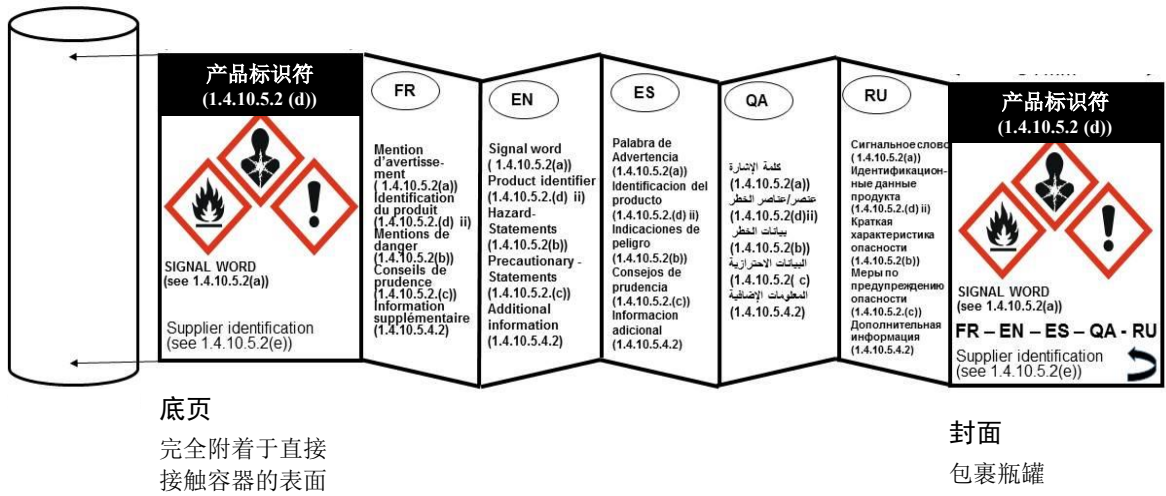 产品标识符
(1.4.10.5.2 (d))
SIGNAL WORD
(see 1.4.10.5.2(a))
Supplier identification
(see 1.4.10.5.2(e))
FR
Mention
d'avertisse-
ment
( 1.4.10.5.2(a))
Identification
du produit
(1.4.10.5.2.(d) ii)
Mentions de
danger
(1.4.10.5.2(b))
Conseils de
prudence
(1.4.10.5.2.(c))
Information
supplémentaire
(1.4.10.5.4.2)
EN
Signal word
( 1.4.10.5.2(a))
Product identifier
(1.4.10.5.2.(d) ii)
Hazard-
Statements
(1.4.10.5.2(b))
Precautionary -
Statements
(1.4.10.5.2.(c))
Additional
information
(1.4.10.5.4.2)
ES
Palabra de
Advertencia
(1.4.10.5.2(a))
Identificacion del
producto
(1.4.10.5.2.(d) ii)
Indicaciones de
peligro
(1.4.10.5.2(b))
Consejos de
prudencia
(1.4.10.5.2.(c))
Informacion
adicional
(1.4.10.5.4.2)
QA
كلمة الإشارة
(1.4.10.5.2(a))
عنصر/عناصر الخطر
(1.4.10.5.2(d)ii)
بيانات الخطر
(1.4.10.5.2(b))
البيانات الاحترازية
(1.4.10.5.2( c)
المعلومات الإضافية
(1.4.10.5.4.2)
RU
Сигнальное слово
( 1.4.10.5.2(a))
Идентификацион-
ные данные
продукта
(1.4.10.5.2.(d) ii)
Краткая
характеристика
опасности
(1.4.10.5.2(b))
Меры по
предупреждению
опасности
(1.4.10.5.2.(c))
Дополнительная
информация
(1.4.10.5.4.2)
产品标识符
(1.4.10.5.2 (d))
SIGNAL WORD
(see 1.4.10.5.2(a))
FR – EN – ES – QA - RU
Supplier identification
(see 1.4.10.5.2(e))
底页
完全附着于直接
接触容器的表面
封面
包裹瓶罐